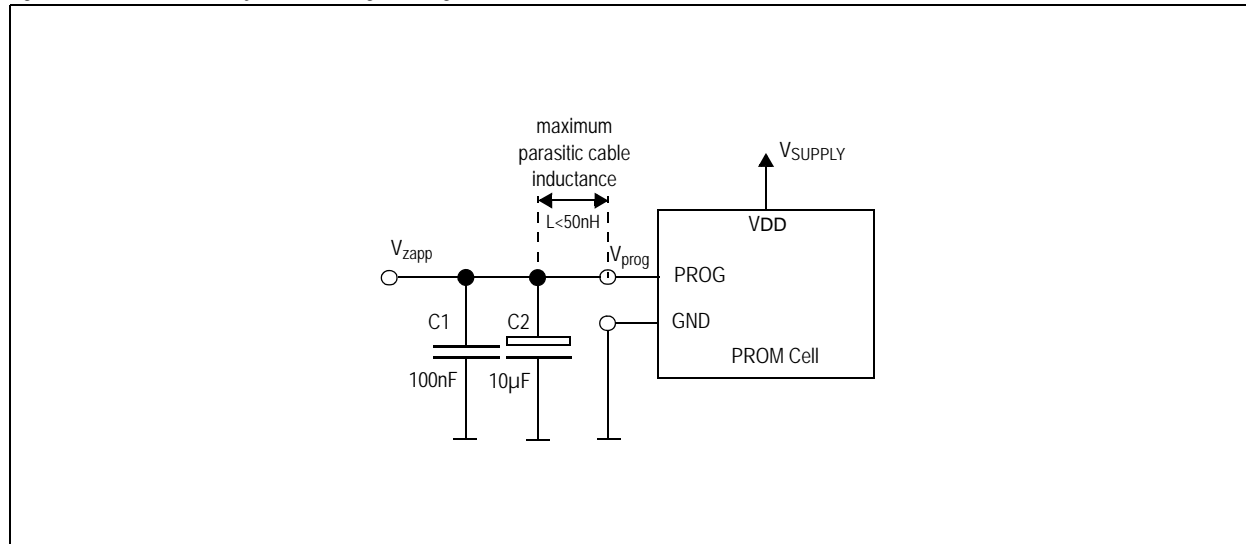 maximum
parasitic cable
inductance
L<50nH
VSUPPLY
VDD
Vzapp
Vprog
PROG
C1
C2
GND
PROM Cell
100nF
10µF